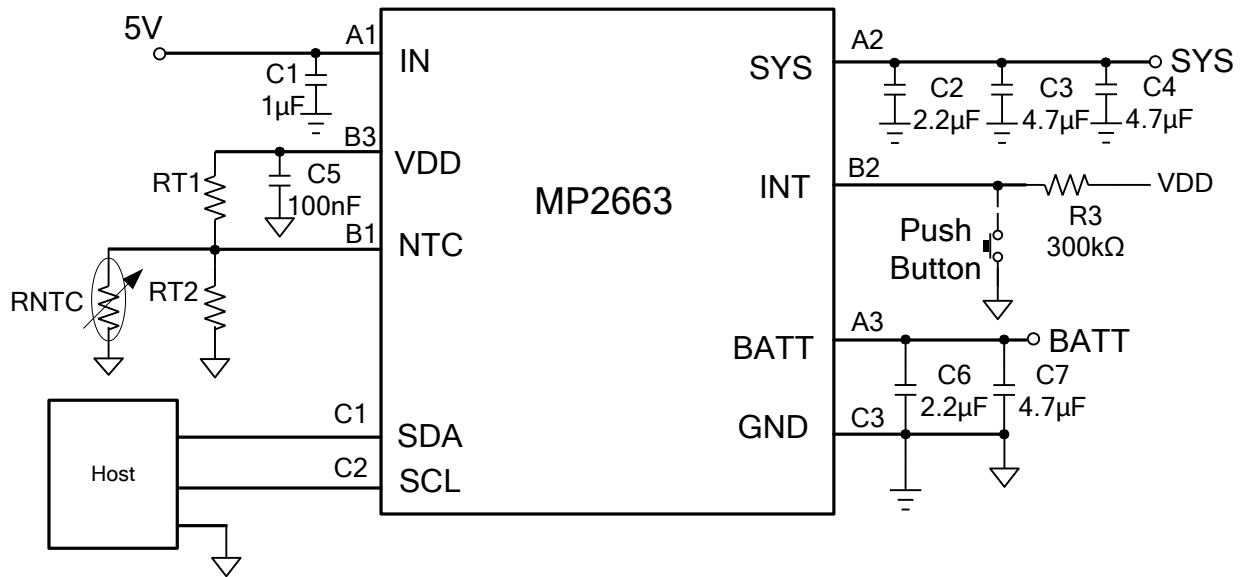 5V
A1
IN
C1
1µF
B3
VDD
RT1
C5
100nF
B1
NTC
RNTC
RT2
Host
C1
SDA
C2
SCL
MP2663
A2
SYS
SYS
C2
2.2µF
C3
4.7µF
C4
4.7µF
B2
INT
VDD
R3
300kΩ
Push
Button
A3
BATT
BATT
C6
2.2µF
C7
4.7µF
C3
GND